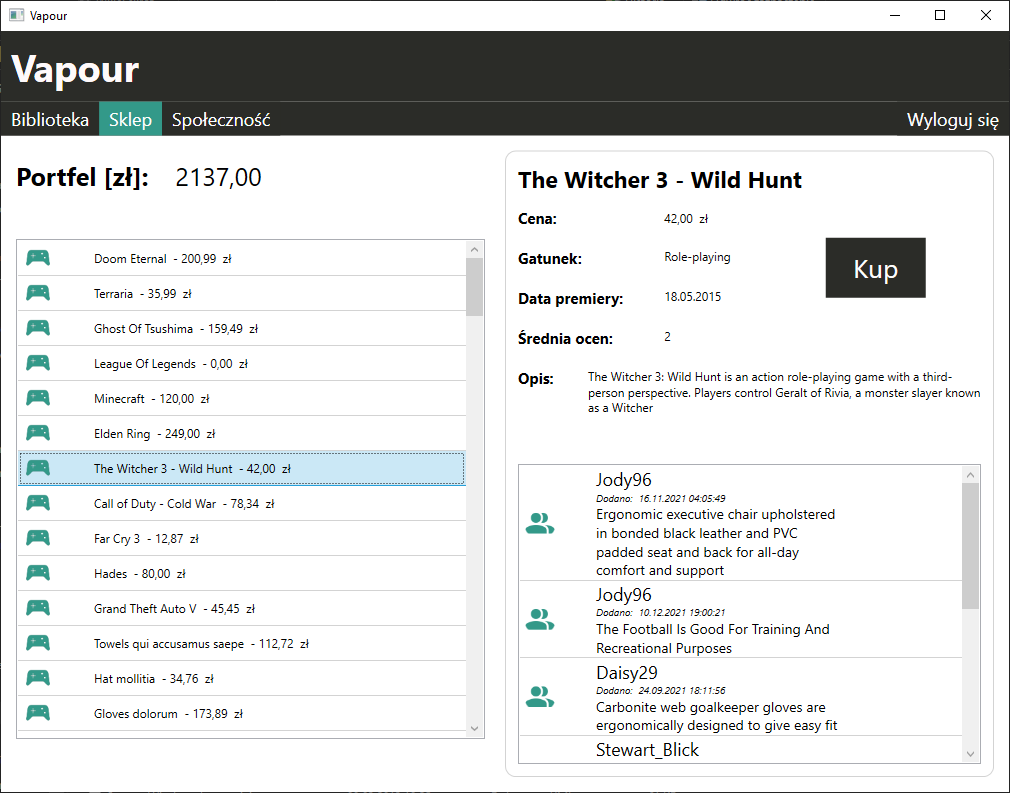 Vapour
Vapour
Biblioteka Sklep Społeczność Wyloguj się
Portfel [zł]: 2137,00
Doom Eternal - 200,99 zł
Terraria - 35,99 zł
Ghost Of Tsushima - 159,49 zł
League Of Legends - 0,00 zł
Minecraft - 120,00 zł
Elden Ring - 249,00 zł
The Witcher 3 - Wild Hunt - 42,00 zł
Call of Duty - Cold War - 78,34 zł
Far Cry 3 - 12,87 zł
Hades - 80,00 zł
Grand Theft Auto V - 45,45 zł
Towels qui accusamus saepe - 112,72 zł
Hat mollitia - 34,76 zł
Gloves dolorum - 173,89 zł
The Witcher 3 - Wild Hunt
Cena: 42,00 zł
Gatunek: Role-playing
Kup
Data premiery: 18.05.2015
Średnia ocen: 2
Opis: The Witcher 3: Wild Hunt is an action role-playing game with a third-
person perspective. Players control Geralt of Rivia, a monster slayer known
as a Witcher
Jody96
Dodano: 16.11.2021 04:05:49
Ergonomic executive chair upholstered
in bonded black leather and PVC
padded seat and back for all-day
comfort and support
Jody96
Dodano: 10.12.2021 19:00:21
The Football Is Good For Training And
Recreational Purposes
Daisy29
Dodano: 24.09.2021 18:11:56
Carbonite web goalkeeper gloves are
ergonomically designed to give easy fit
Stewart_Blick